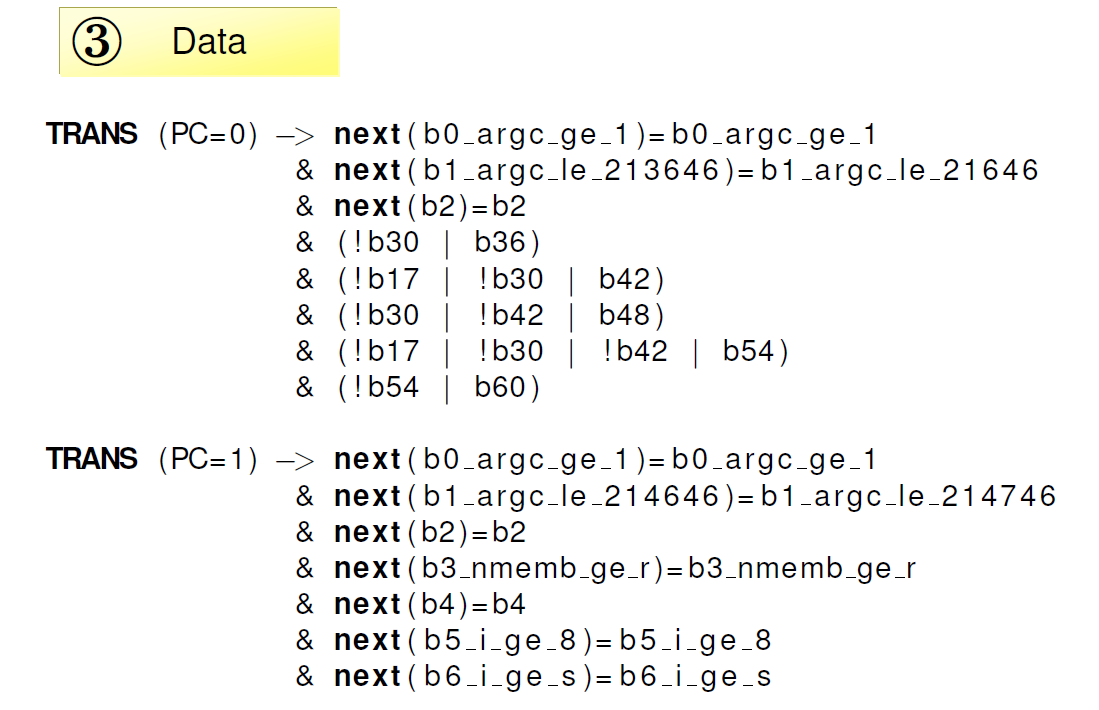 ③ Data
TRANS (PC=0) −> next(b0_argc_ge_1)=b0_argc_ge_1
& next(b1_argc_le_213646)=b1_argc_le_21646
& next(b2)=b2
& (!b30 | b36)
& (!b17 | !b30 | b42)
& (!b30 | !b42 | b48)
& (!b17 | !b30 | !b42 | b54)
& (!b54 | b60)
TRANS (PC=1) −> next(b0_argc_ge_1)=b0_argc_ge_1
& next(b1_argc_le_214646)=b1_argc_le_214746
& next(b2)=b2
& next(b3_nmemb_ge_r)=b3_nmemb_ge_r
& next(b4)=b4
& next(b5_i_ge_8)=b5_i_ge_8
& next(b6_i_ge_s)=b6_i_ge_s